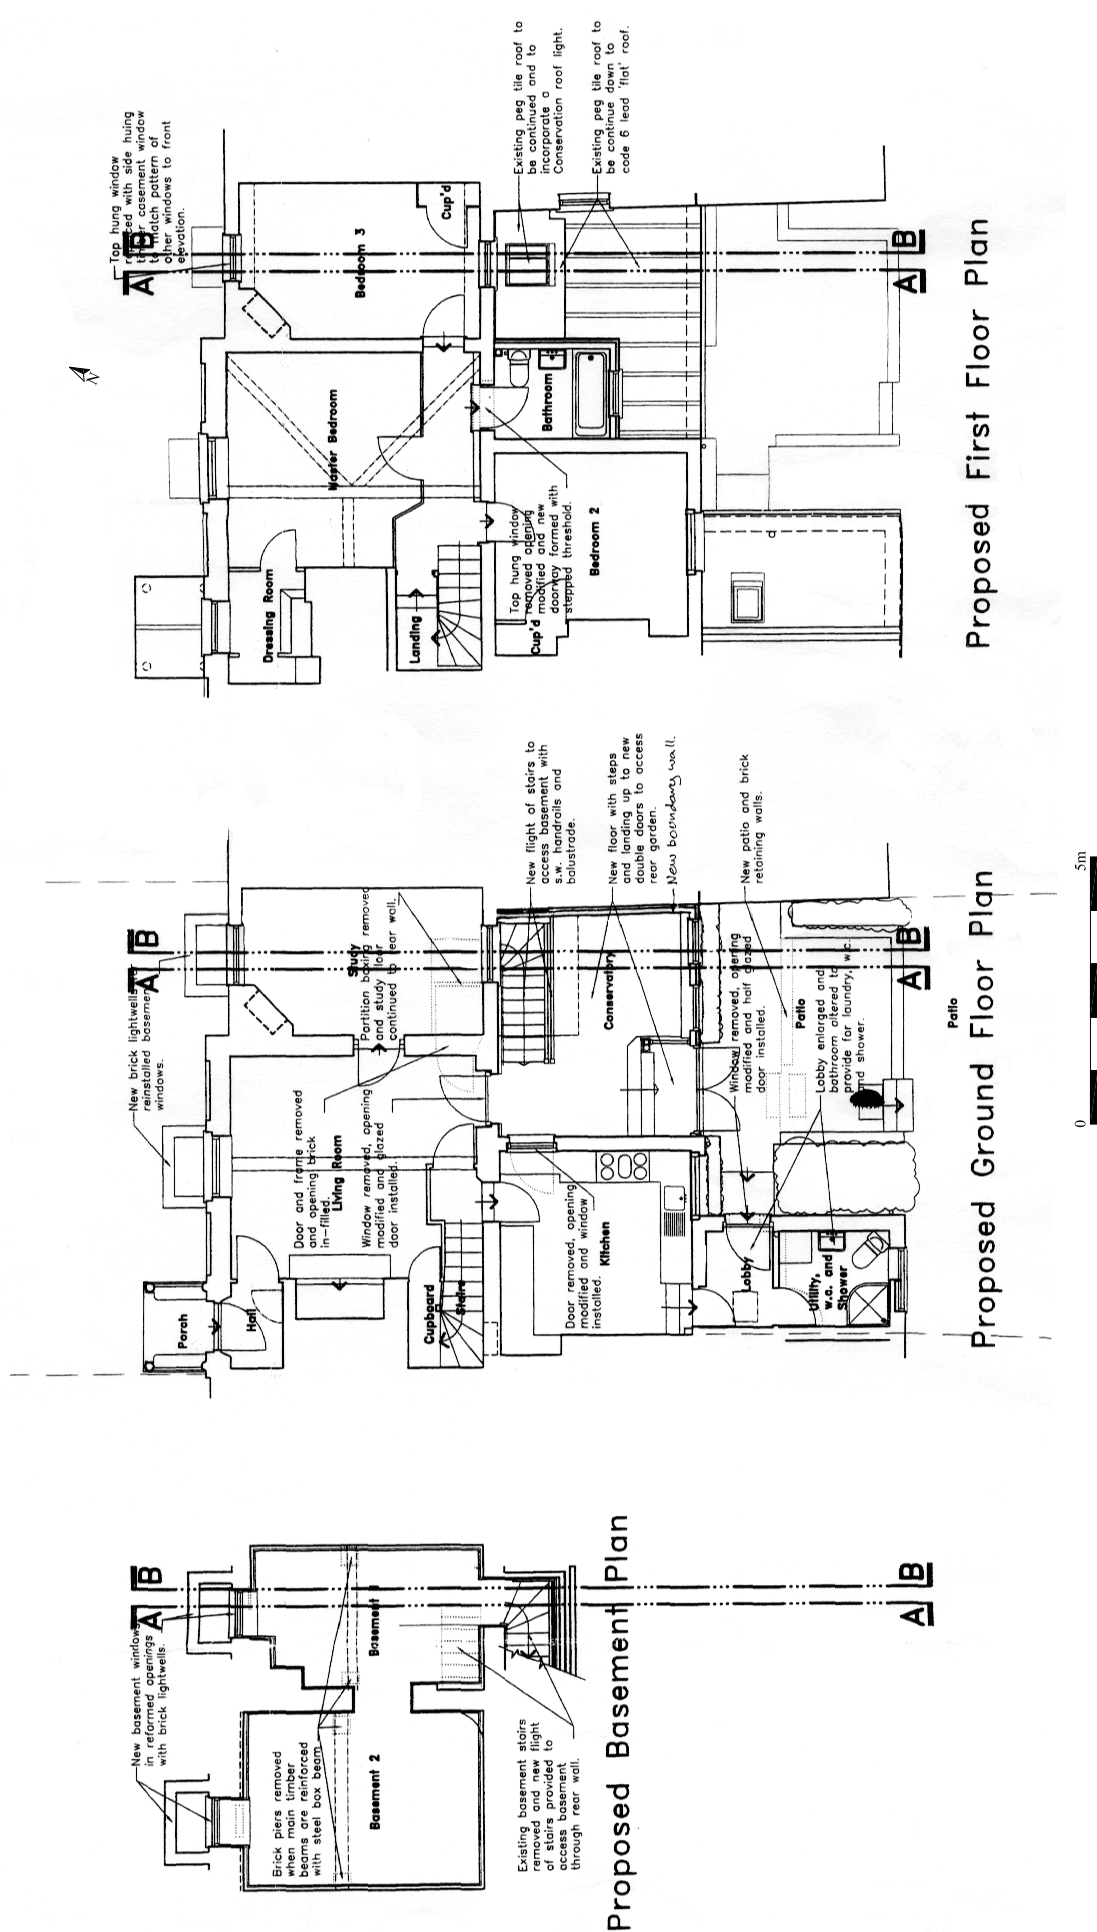 New basement windows
in reformed openings
with brick lightwells.
A
B
Brick piers removed
when main timber
beams are reinforced
with steel box beam.
Basement 2
Basement 1
Existing basement stairs
removed and new flight
of stairs provided to
access basement
through rear wall.
A
B
Proposed Basement Plan
New brick lightwells
reinstalled basement
windows.
A
B
Porch
Hall
Door and frame removed
and opening brick
in-filled.
Living Room
Window removed, opening
modified and glazed
door installed.
Study
Partition boxing removed
and study floor
continued to rear wall.
Cupboard
Stairs
New flight of stairs to
access basement with
s.w. handrails and
balustrade.
Door removed, opening
modified and window
installed.
Kitchen
Conservatory
New floor with steps
and landing up to new
double doors to access
rear garden.
New boundary wall.
Window removed, opening
modified and half glazed
door installed.
New patio and brick
retaining walls.
Lobby
Patio
Lobby enlarged and
bathroom altered to
provide for laundry, w.c.
and shower.
Utility,
w.c. and
Shower
A
B
Patio
Proposed Ground Floor Plan
0
5m
Top hung window
replaced with side huing
timber casement window
to match pattern of
other windows to front
elevation.
A
B
N
Dressing Room
Master Bedroom
Bedroom 3
Landing
Cup'd
Top hung window
removed opening
modified and new
doorway formed with
stepped threshold.
Cup'd
Bathroom
Bedroom 2
Existing peg tile roof to
be continued and to
incorporate a
Conservation roof light.
Existing peg tile roof to
be continue down to
code 6 lead 'flat' roof.
A
B
Proposed First Floor Plan